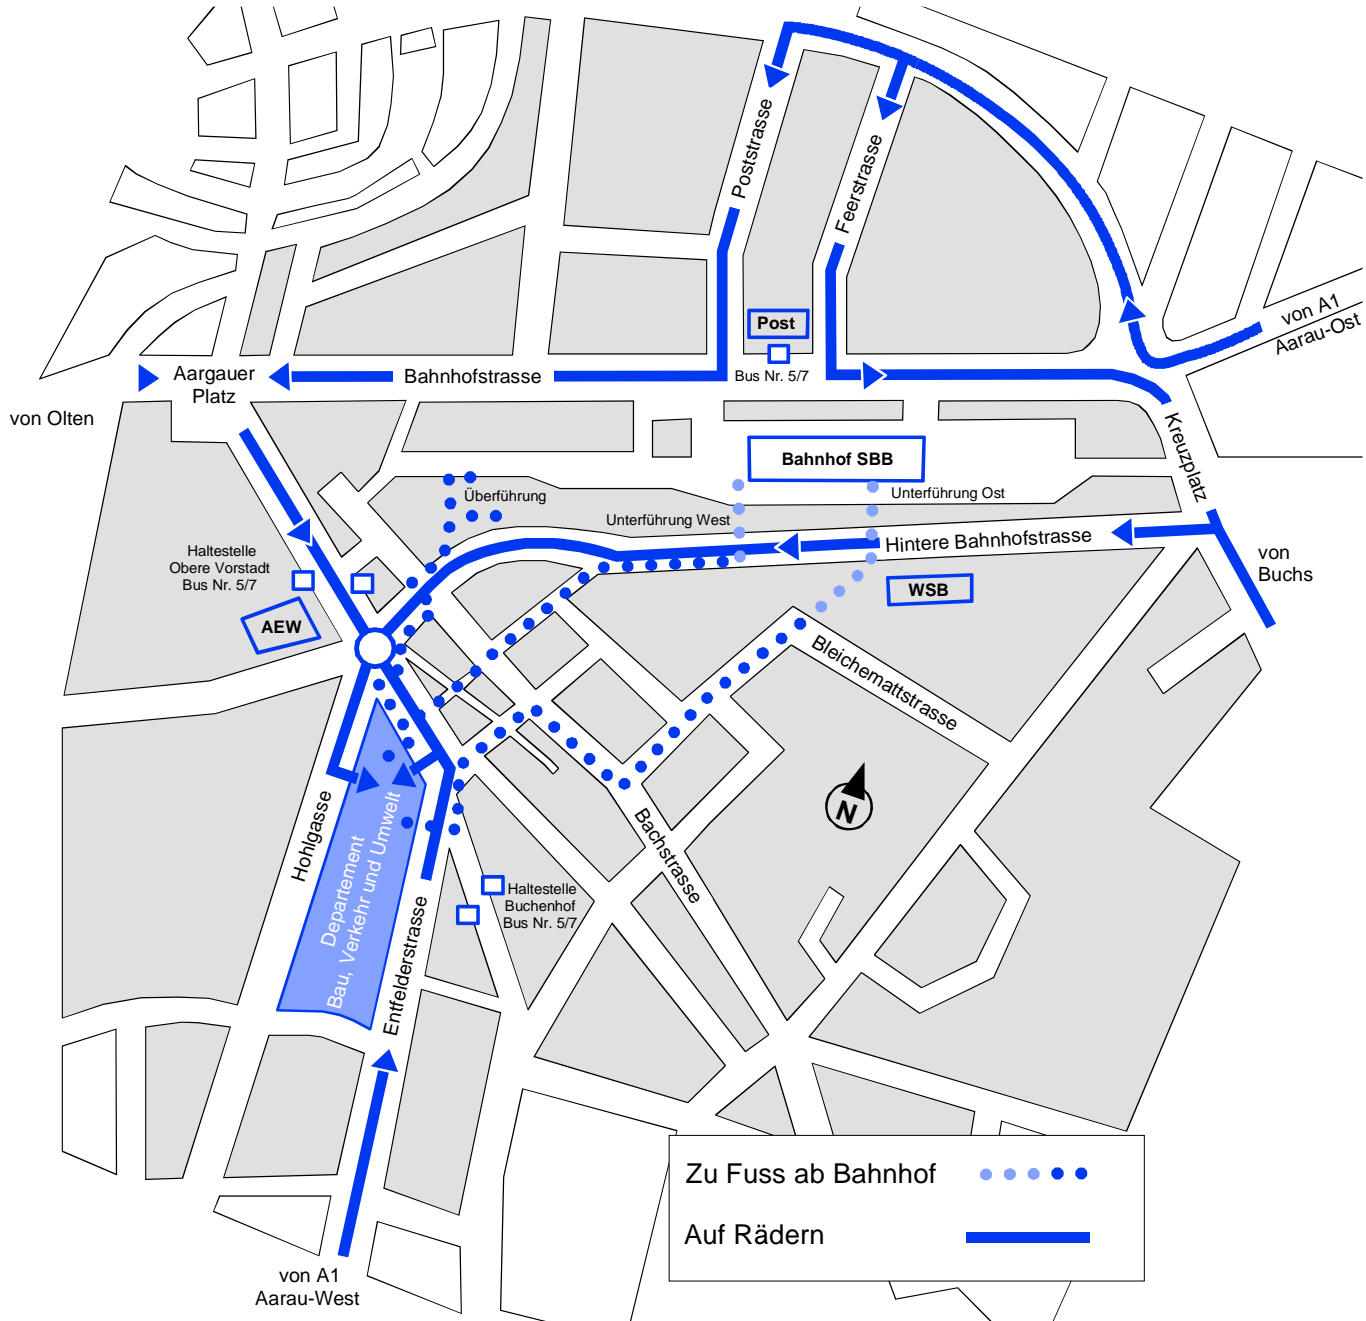 Poststrasse
Feerstrasse
von A1
Aarau-Ost
Post
Bus Nr. 5/7
Aargauer
Platz
Bahnhofstrasse
von Olten
Kreuzplatz
Bahnhof SBB
Überführung
Unterführung Ost
Unterführung West
Hintere Bahnhofstrasse
Haltestelle
Obere Vorstadt
Bus Nr. 5/7
von
Buchs
WSB
AEW
Bleichemattstrasse
N
Hohlgasse
Departement
Bau, Verkehr und Umwelt
Bachstrasse
Haltestelle
Buchenhof
Bus Nr. 5/7
Entfelderstrasse
Zu Fuss ab Bahnhof
Auf Rädern
von A1
Aarau-West